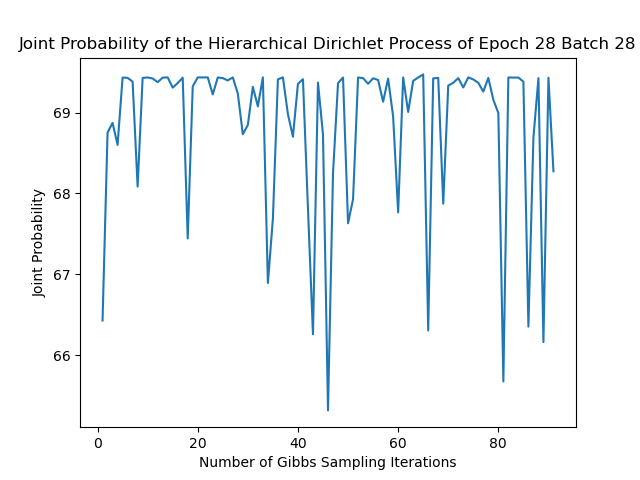 Joint Probability of the Hierarchical Dirichlet Process of Epoch 28 Batch 28
69
68
67
66
Joint Probability
0 20 40 60 80
Number of Gibbs Sampling Iterations